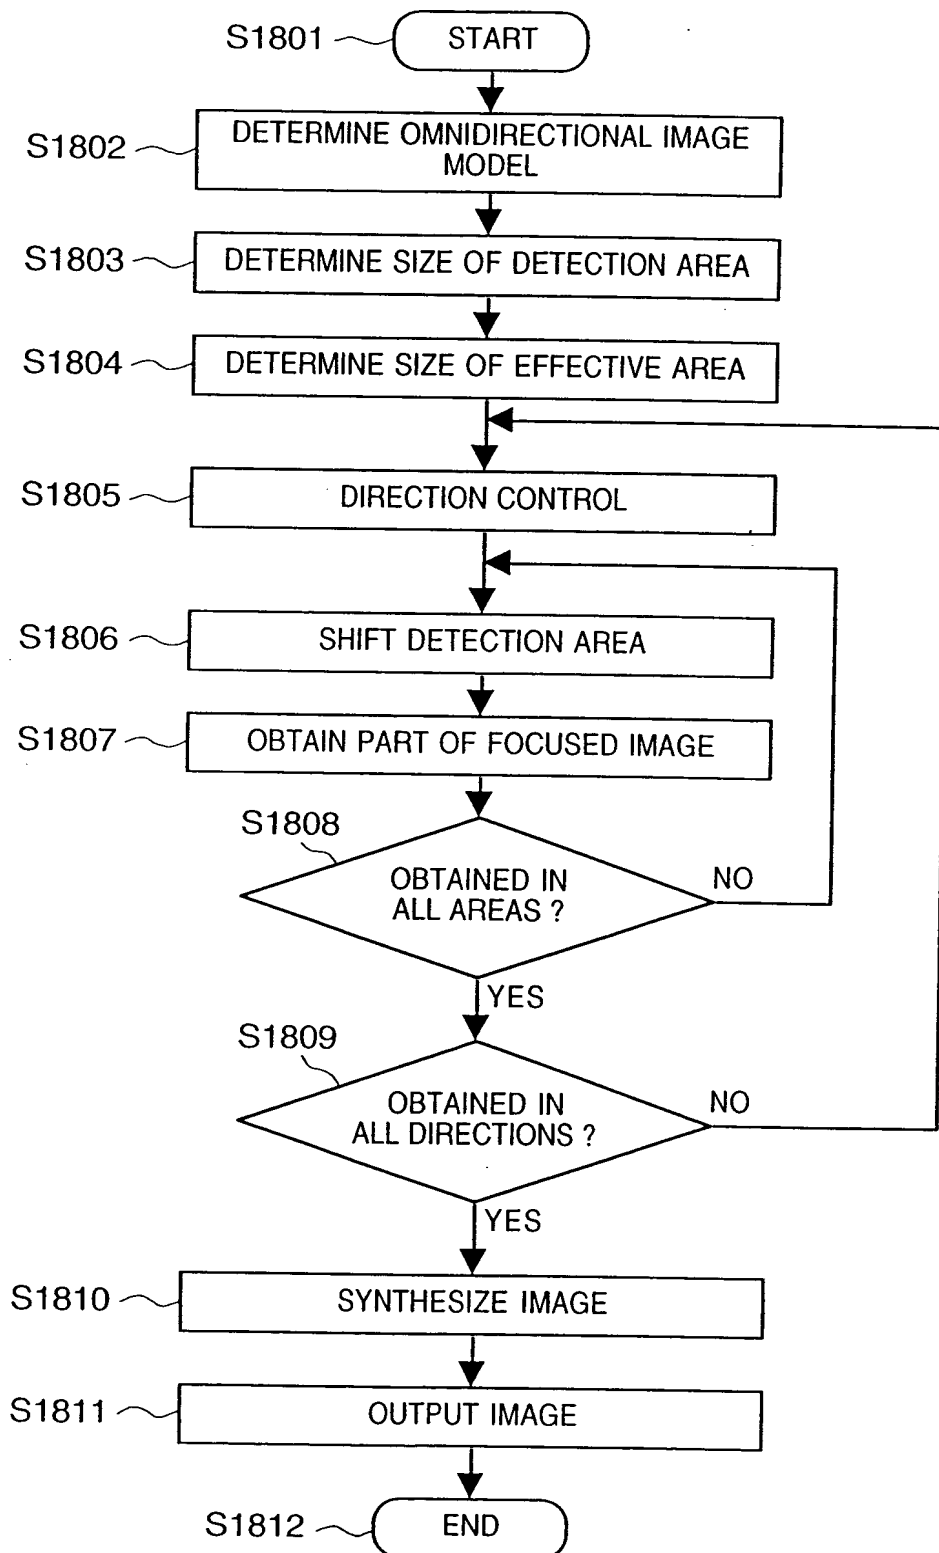 S1801
START
S1802
DETERMINE OMNIDIRECTIONAL IMAGE
MODEL
S1803
DETERMINE SIZE OF DETECTION AREA
S1804
DETERMINE SIZE OF EFFECTIVE AREA
S1805
DIRECTION CONTROL
S1806
SHIFT DETECTION AREA
S1807
OBTAIN PART OF FOCUSED IMAGE
S1808
OBTAINED IN
ALL AREAS ?
NO
YES
S1809
OBTAINED IN
ALL DIRECTIONS ?
NO
YES
S1810
SYNTHESIZE IMAGE
S1811
OUTPUT IMAGE
S1812
END